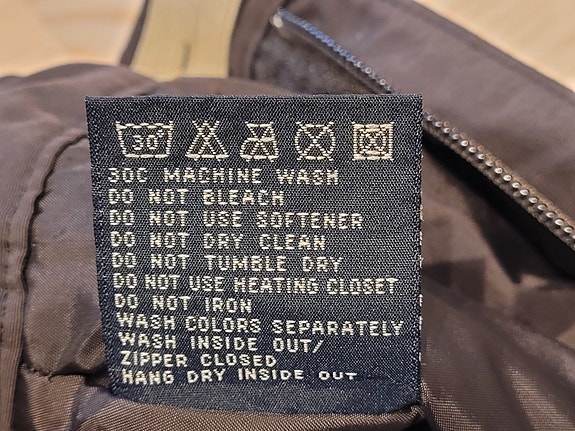 30°
30C MACHINE WASH
DO NOT BLEACH
DO NOT USE SOFTENER
DO NOT DRY CLEAN
DO NOT TUMBLE DRY
DO NOT USE HEATING CLOSET
DO NOT IRON
WASH COLORS SEPARATELY
WASH INSIDE OUT/
ZIPPER CLOSED
HANG DRY INSIDE OUT